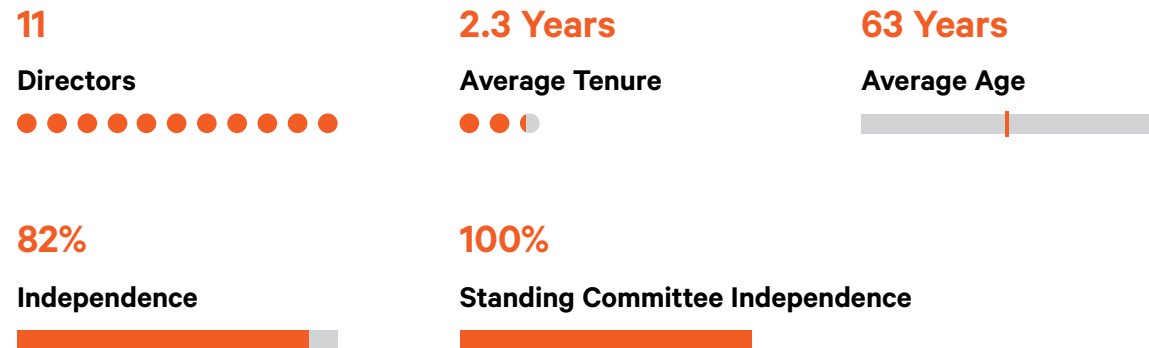 11
Directors
2.3 Years
Average Tenure
63 Years
Average Age
82%
Independence
100%
Standing Committee Independence